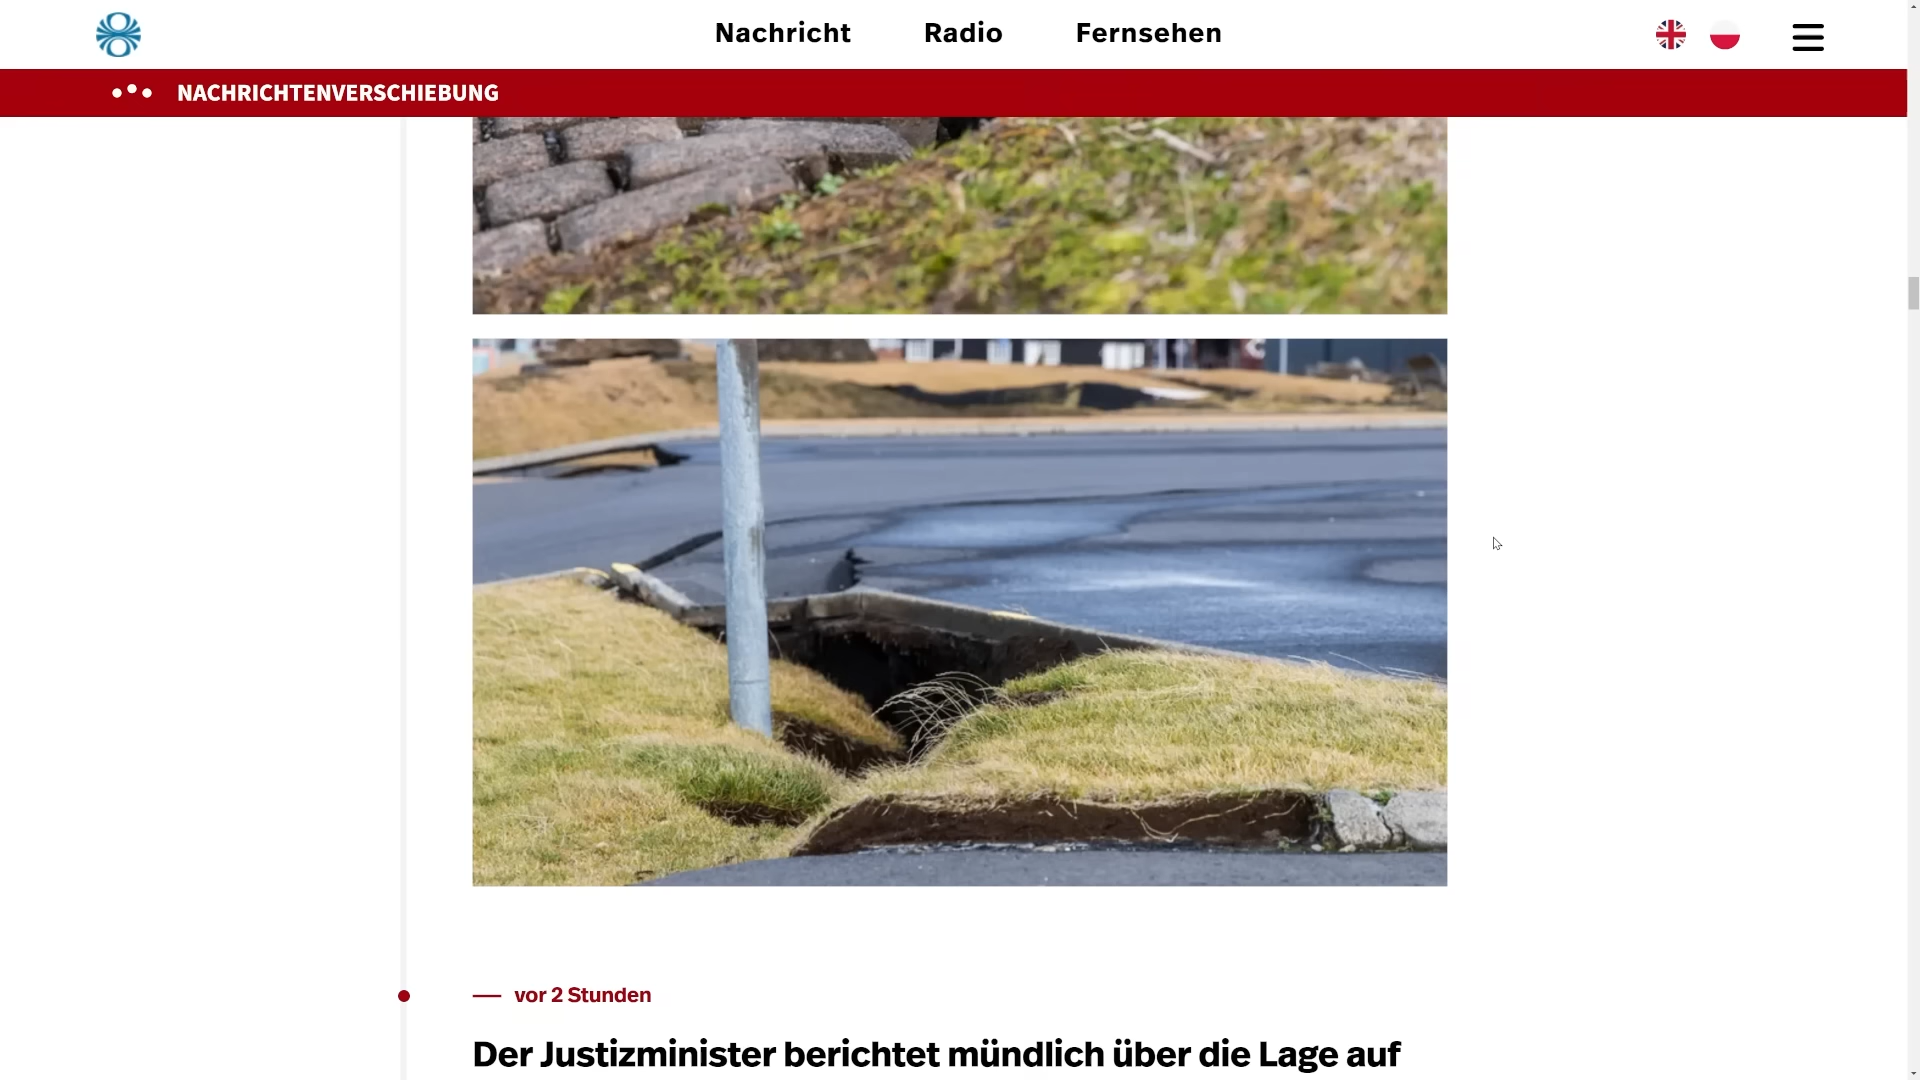 Nachricht Radio Fernsehen
NACHRICHTENVERSCHIEBUNG
vor 2 Stunden
Der Justizminister berichtet mündlich über die Lage auf